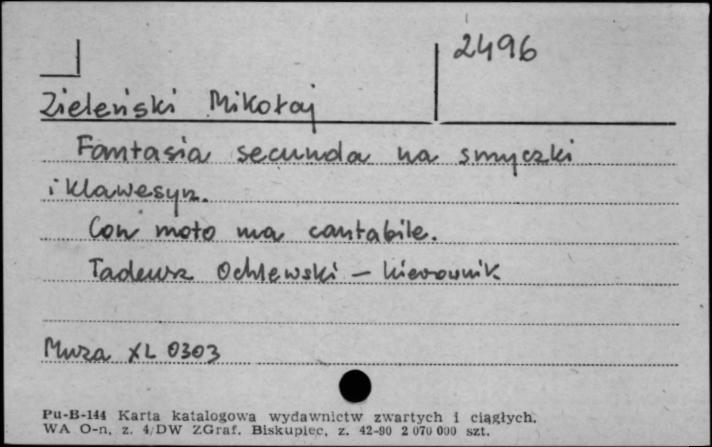 2496
Zieleński Mikołaj
Fantasia secunda na smyczki
i klawesyn.
Con moto ma cantabile.
Tadeusz Ochlewski - kierownik
Muza XL 0303
Pu-B-144 Karta katalogowa wydawnictw zwartych i ciągłych.
WA O-n, z. 4/DW ZGraf. Biskupiec, z. 42-90 2 070 000 szt.